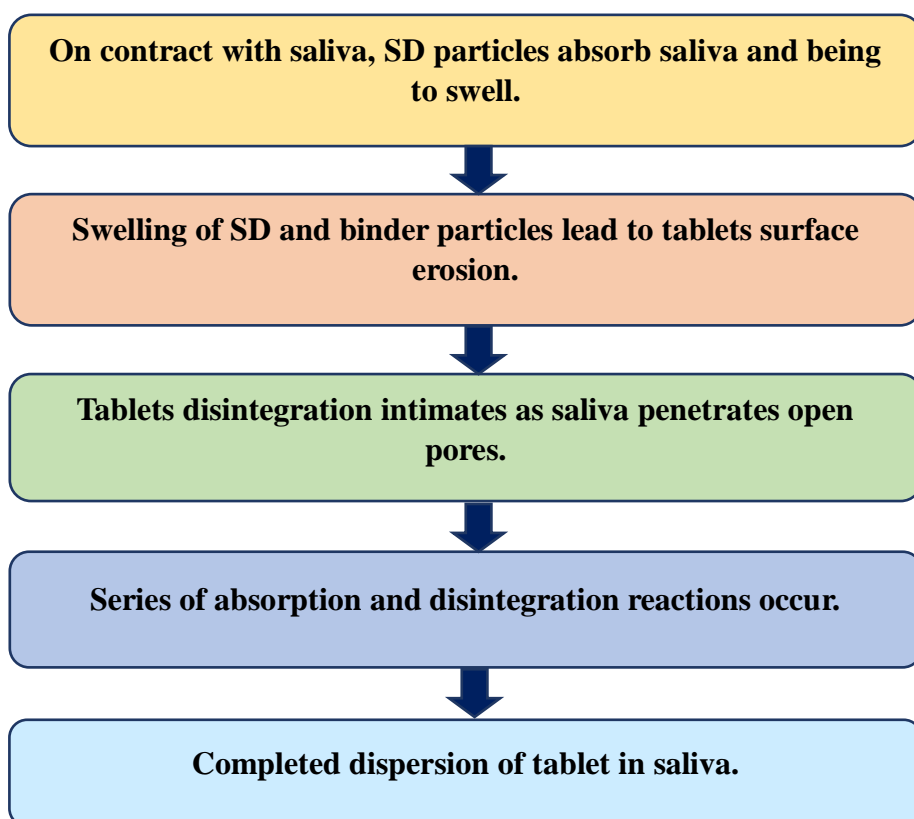 On contract with saliva, SD particles absorb saliva and being
to swell.
Swelling of SD and binder particles lead to tablets surface
erosion.
Tablets disintegration intimates as saliva penetrates open
pores.
Series of absorption and disintegration reactions occur.
Completed dispersion of tablet in saliva.